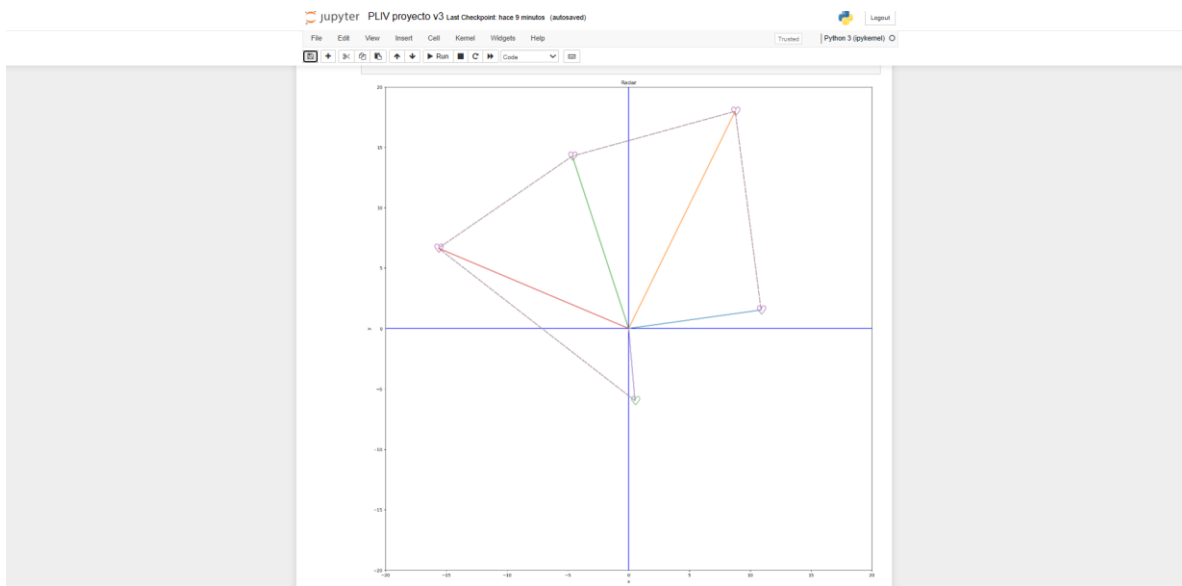 jupyter PLIV proyecto v3 Last Checkpoint: hace 9 minutos (autosaved)
Logout
File Edit View Insert Cell Kernel Widgets Help
Trusted
Python 3 (ipykernel)
Run
Code
Radar
20
15
10
5
0
−5
−10
−15
−20
−20 −15 −10 −5 0 5 10 15 20